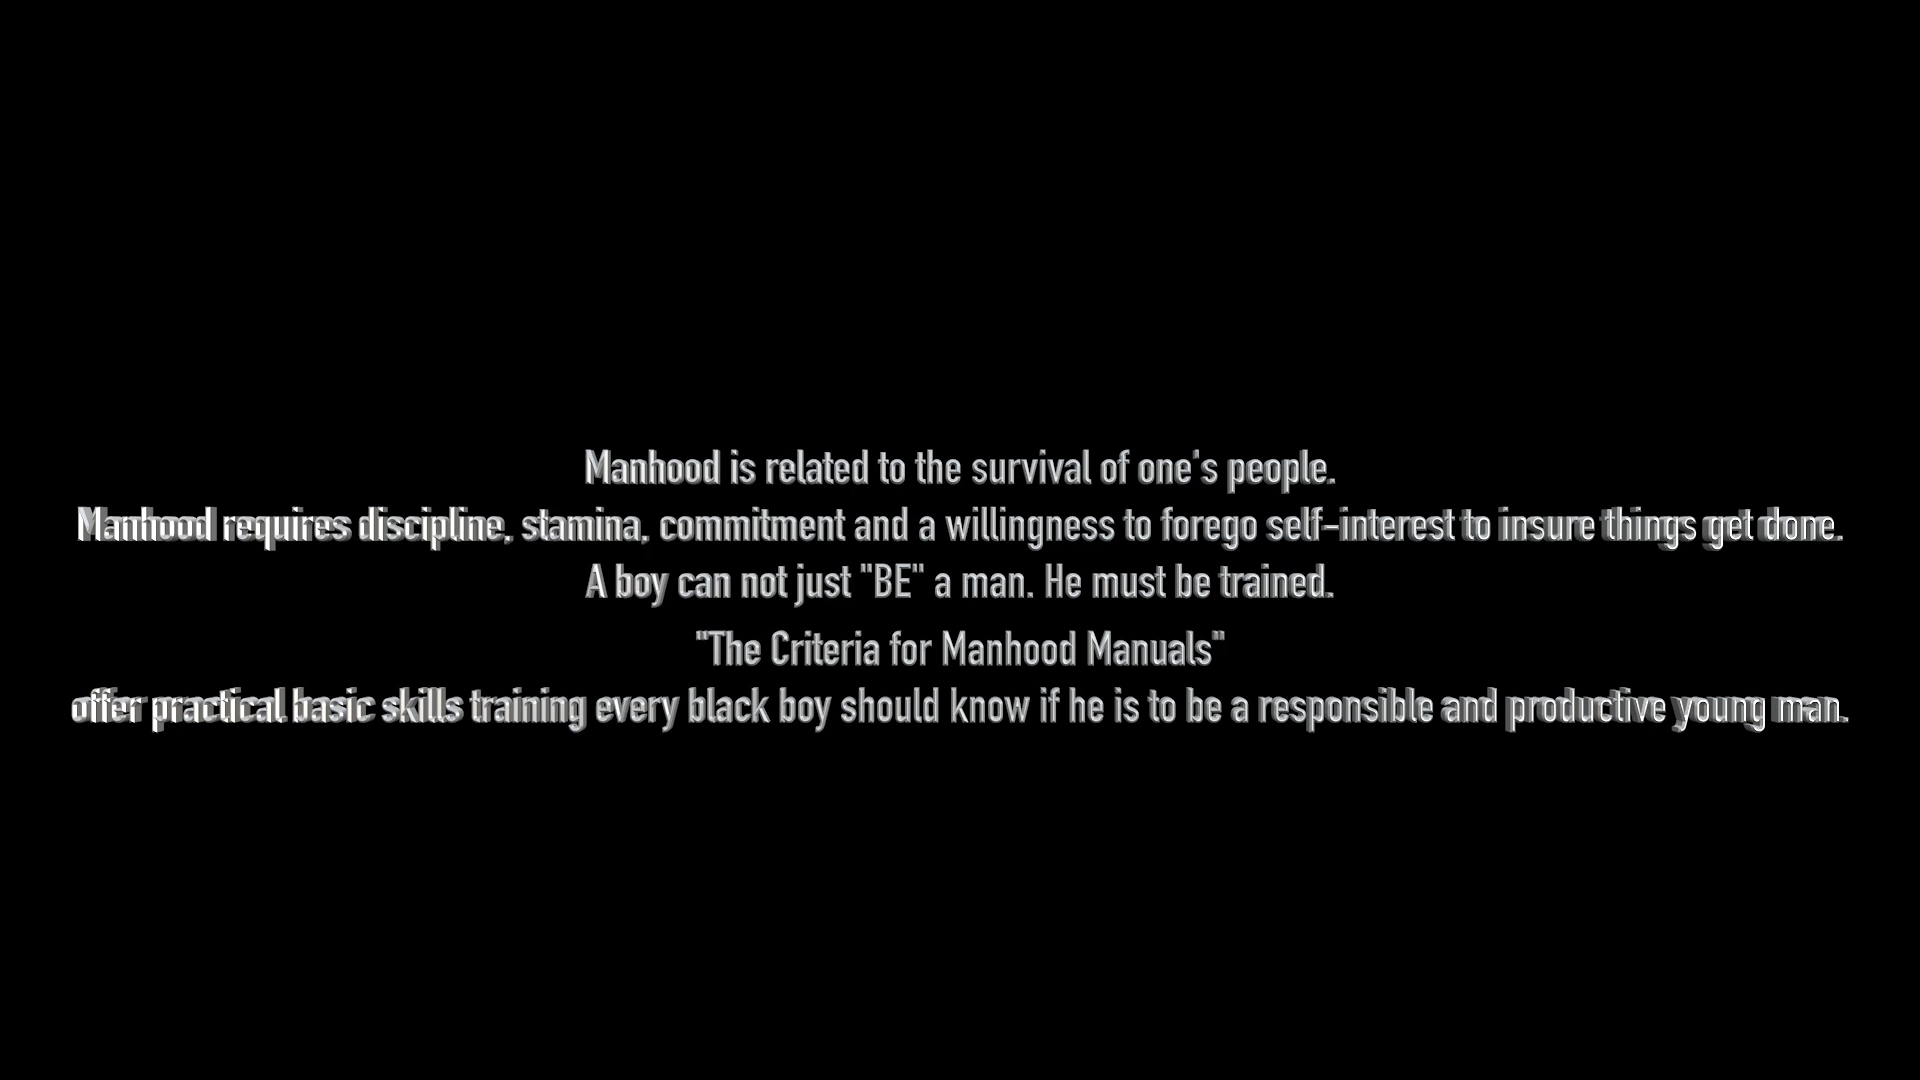 Manhood is related to the survival of one's people.
Manhood requires discipline, stamina, commitment and a willingness to forego self-interest to insure things get done.
A boy can not just "BE" a man. He must be trained.
"The Criteria for Manhood Manuals"
offer practical basic skills training every black boy should know if he is to be a responsible and productive young man.